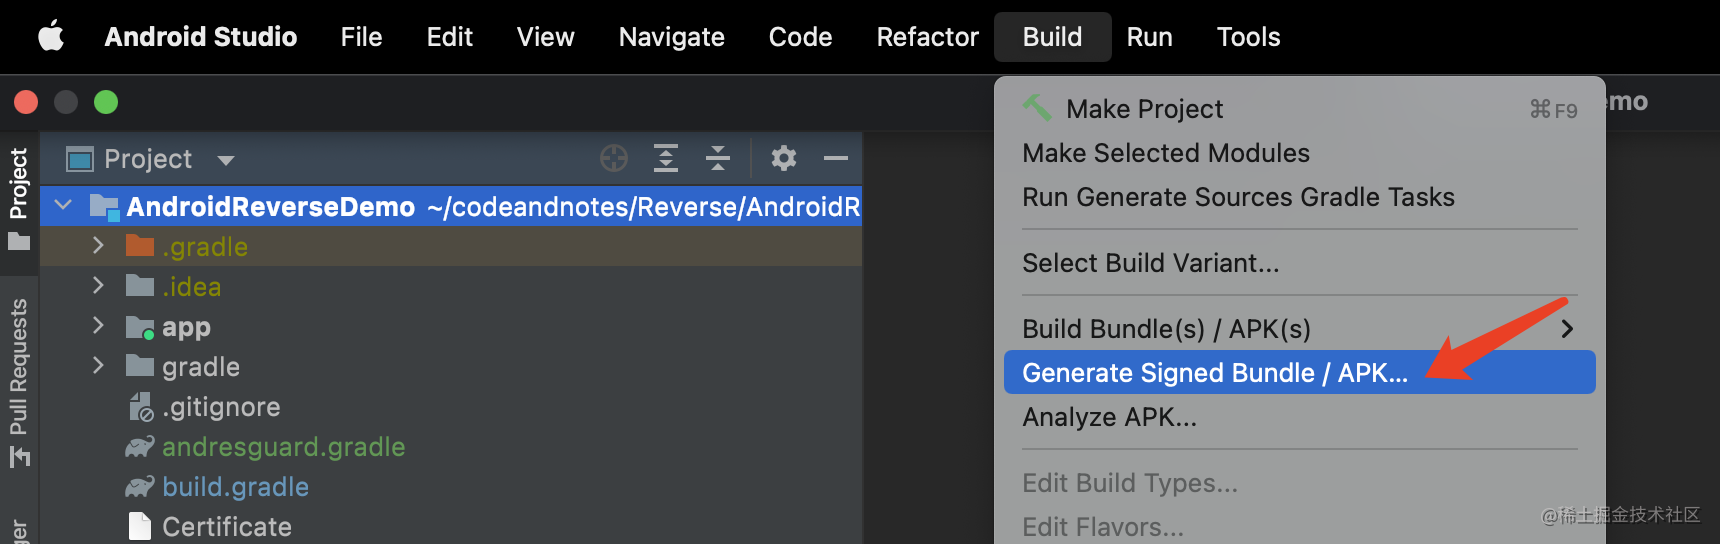 Android Studio File Edit View Navigate Code Refactor Build Run Tools
emo
Project
Pull Requests
ger
Project
AndroidReverseDemo ~/codeandnotes/Reverse/AndroidR
.gradle
.idea
app
gradle
.gitignore
andresguard.gradle
build.gradle
Certificate
Make Project ⌘F9
Make Selected Modules
Run Generate Sources Gradle Tasks
Select Build Variant...
Build Bundle(s) / APK(s)
Generate Signed Bundle / APK...
Analyze APK...
Edit Build Types...
Edit Flavors...
@稀土掘金技术社区